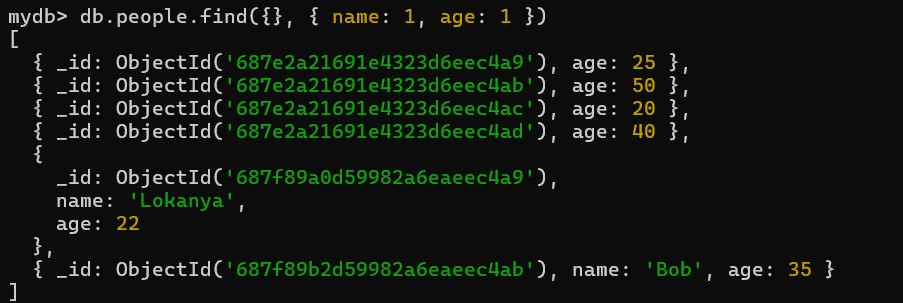 mydb> db.people.find({}, { name: 1, age: 1 })
[
  { _id: ObjectId('687e2a21691e4323d6eec4a9'), age: 25 },
  { _id: ObjectId('687e2a21691e4323d6eec4ab'), age: 50 },
  { _id: ObjectId('687e2a21691e4323d6eec4ac'), age: 20 },
  { _id: ObjectId('687e2a21691e4323d6eec4ad'), age: 40 },
  {
    _id: ObjectId('687f89a0d59982a6eaeec4a9'),
    name: 'Lokanya',
    age: 22
  },
  { _id: ObjectId('687f89b2d59982a6eaeec4ab'), name: 'Bob', age: 35 }
]